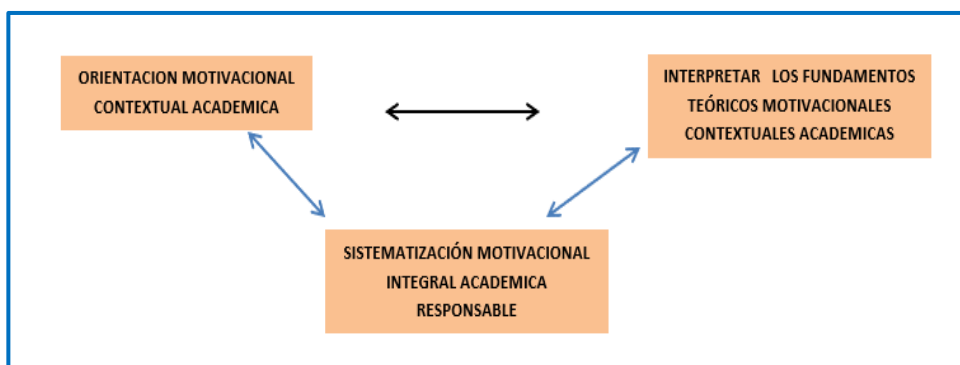 ORIENTACION MOTIVACIONAL
CONTEXTUAL ACADEMICA
INTERPRETAR LOS FUNDAMENTOS
TEÓRICOS MOTIVACIONALES
CONTEXTUALES ACADEMICAS
SISTEMATIZACIÓN MOTIVACIONAL
INTEGRAL ACADEMICA
RESPONSABLE